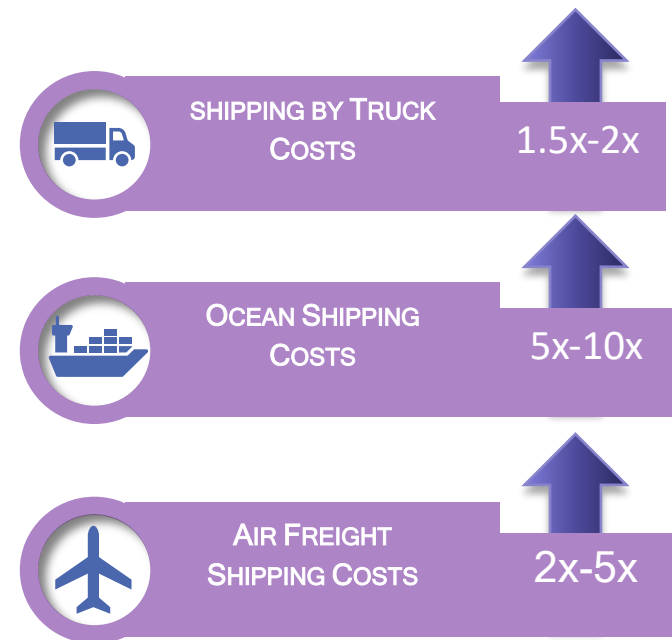 SHIPPING BY TRUCK
COSTS
1.5x-2x
OCEAN SHIPPING
COSTS
5x-10x
AIR FREIGHT
SHIPPING COSTS
2x-5x